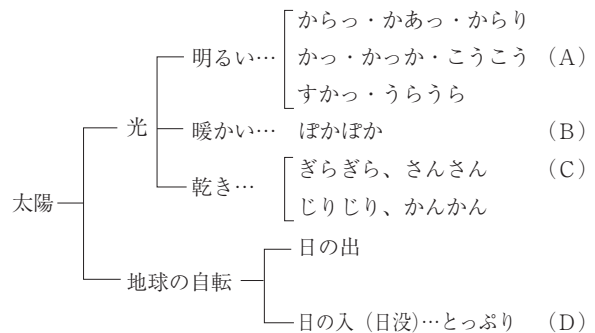 からっ・かあっ・からり
明るい… かっ・かっか・こうこう （A）
すかっ・うらうら
光 暖かい… ぽかぽか （B）
乾き… ぎらぎら、さんさん （C）
じりじり、かんかん
太陽
日の出
地球の自転
日の入（日没）…とっぷり （D）